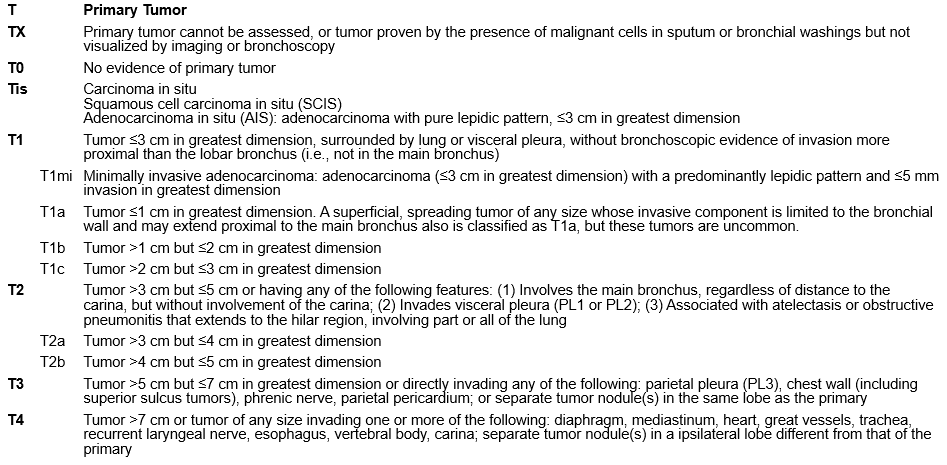 T Primary Tumor
TX Primary tumor cannot be assessed, or tumor proven by the presence of malignant cells in sputum or bronchial washings but not
visualized by imaging or bronchoscopy
T0 No evidence of primary tumor
Tis Carcinoma in situ
Squamous cell carcinoma in situ (SCIS)
Adenocarcinoma in situ (AIS): adenocarcinoma with pure lepidic pattern, ≤3 cm in greatest dimension
T1 Tumor ≤3 cm in greatest dimension, surrounded by lung or visceral pleura, without bronchoscopic evidence of invasion more
proximal than the lobar bronchus (i.e., not in the main bronchus)
T1mi Minimally invasive adenocarcinoma: adenocarcinoma (≤3 cm in greatest dimension) with a predominantly lepidic pattern and ≤5 mm
invasion in greatest dimension
T1a Tumor ≤1 cm in greatest dimension. A superficial, spreading tumor of any size whose invasive component is limited to the bronchial
wall and may extend proximal to the main bronchus also is classified as T1a, but these tumors are uncommon.
T1b Tumor >1 cm but ≤2 cm in greatest dimension
T1c Tumor >2 cm but ≤3 cm in greatest dimension
T2 Tumor >3 cm but ≤5 cm or having any of the following features: (1) Involves the main bronchus, regardless of distance to the
carina, but without involvement of the carina; (2) Invades visceral pleura (PL1 or PL2); (3) Associated with atelectasis or obstructive
pneumonitis that extends to the hilar region, involving part or all of the lung
T2a Tumor >3 cm but ≤4 cm in greatest dimension
T2b Tumor >4 cm but ≤5 cm in greatest dimension
T3 Tumor >5 cm but ≤7 cm in greatest dimension or directly invading any of the following: parietal pleura (PL3), chest wall (including
superior sulcus tumors), phrenic nerve, parietal pericardium; or separate tumor nodule(s) in the same lobe as the primary
T4 Tumor >7 cm or tumor of any size invading one or more of the following: diaphragm, mediastinum, heart, great vessels, trachea,
recurrent laryngeal nerve, esophagus, vertebral body, carina; separate tumor nodule(s) in a ipsilateral lobe different from that of the
primary